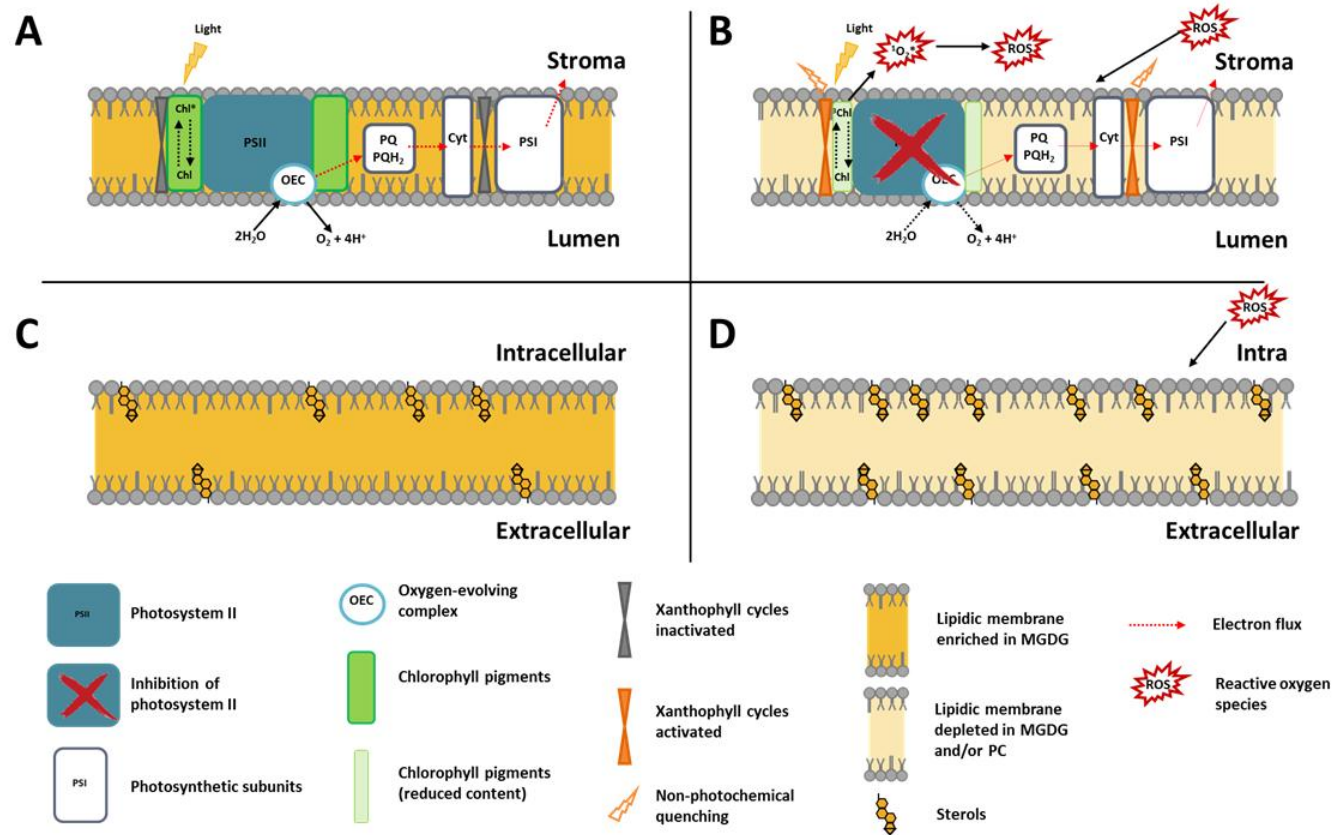 A
Light
Stroma
Chl*
Chl
PSII
OEC
PQ
PQH₂
Cyt
PSI
2H₂O
O₂ + 4H⁺
Lumen
B
Light
¹O₂*
ROS
ROS
Stroma
³Chl
Chl
OEC
PQ
PQH₂
Cyt
PSI
2H₂O
O₂ + 4H⁺
Lumen
C
Intracellular
Extracellular
D
ROS
Intra
Extracellular
PSII
Photosystem II
Inhibition of
photosystem II
PSI
Photosynthetic subunits
OEC
Oxygen-evolving
complex
Chlorophyll pigments
Chlorophyll pigments
(reduced content)
Xanthophyll cycles
inactivated
Xanthophyll cycles
activated
Non-photochemical
quenching
Lipidic membrane
enriched in MGDG
Lipidic membrane
depleted in MGDG
and/or PC
Sterols
Electron flux
ROS
Reactive oxygen
species